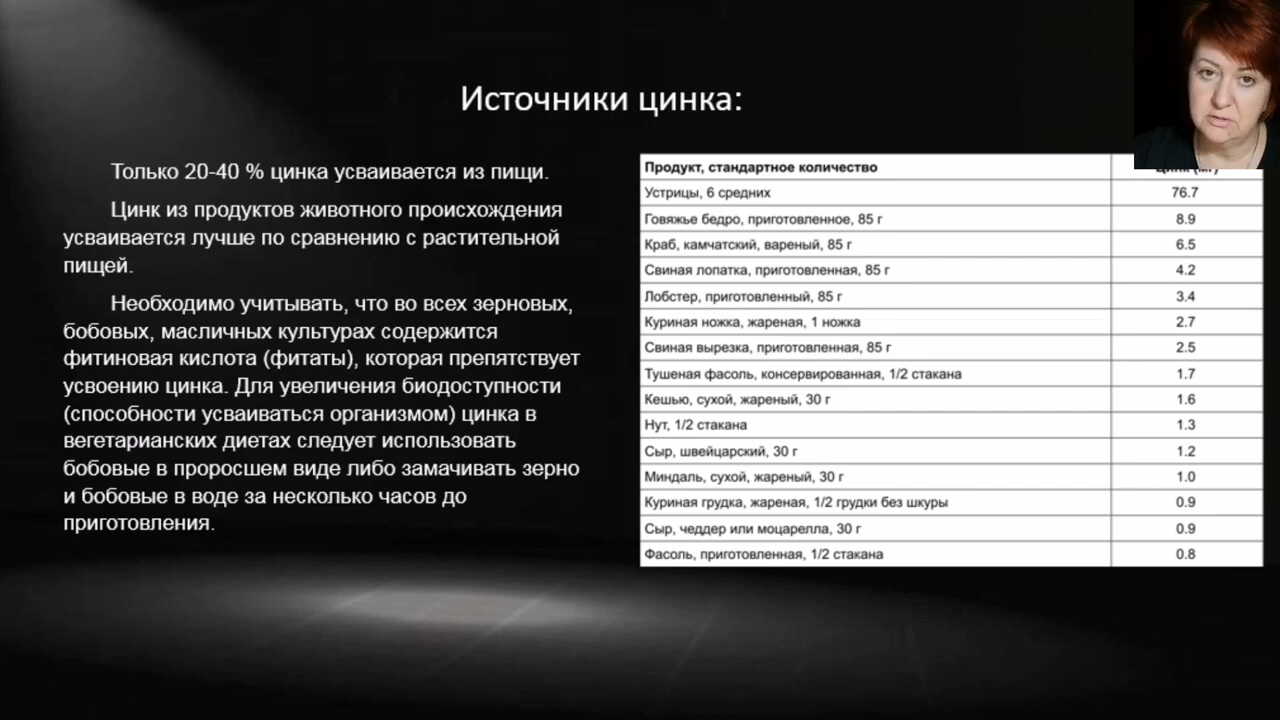 Источники цинка:
Только 20-40 % цинка усваивается из пищи.
Цинк из продуктов животного происхождения
усваивается лучше по сравнению с растительной
пищей.
Необходимо учитывать, что во всех зерновых,
бобовых, масличных культурах содержится
фитиновая кислота (фитаты), которая препятствует
усвоению цинка. Для увеличения биодоступности
(способности усваиваться организмом) цинка в
вегетарианских диетах следует использовать
бобовые в проросшем виде либо замачивать зерно
и бобовые в воде за несколько часов до
приготовления.
Продукт, стандартное количество
Устрицы, 6 средних 76.7
Говяжье бедро, приготовленное, 85 г 8.9
Краб, камчатский, вареный, 85 г 6.5
Свиная лопатка, приготовленная, 85 г 4.2
Лобстер, приготовленный, 85 г 3.4
Куриная ножка, жареная, 1 ножка 2.7
Свиная вырезка, приготовленная, 85 г 2.5
Тушеная фасоль, консервированная, 1/2 стакана 1.7
Кешью, сухой, жареный, 30 г 1.6
Нут, 1/2 стакана 1.3
Сыр, швейцарский, 30 г 1.2
Миндаль, сухой, жареный, 30 г 1.0
Куриная грудка, жареная, 1/2 грудки без шкуры 0.9
Сыр, чеддер или моцарелла, 30 г 0.9
Фасоль, приготовленная, 1/2 стакана 0.8